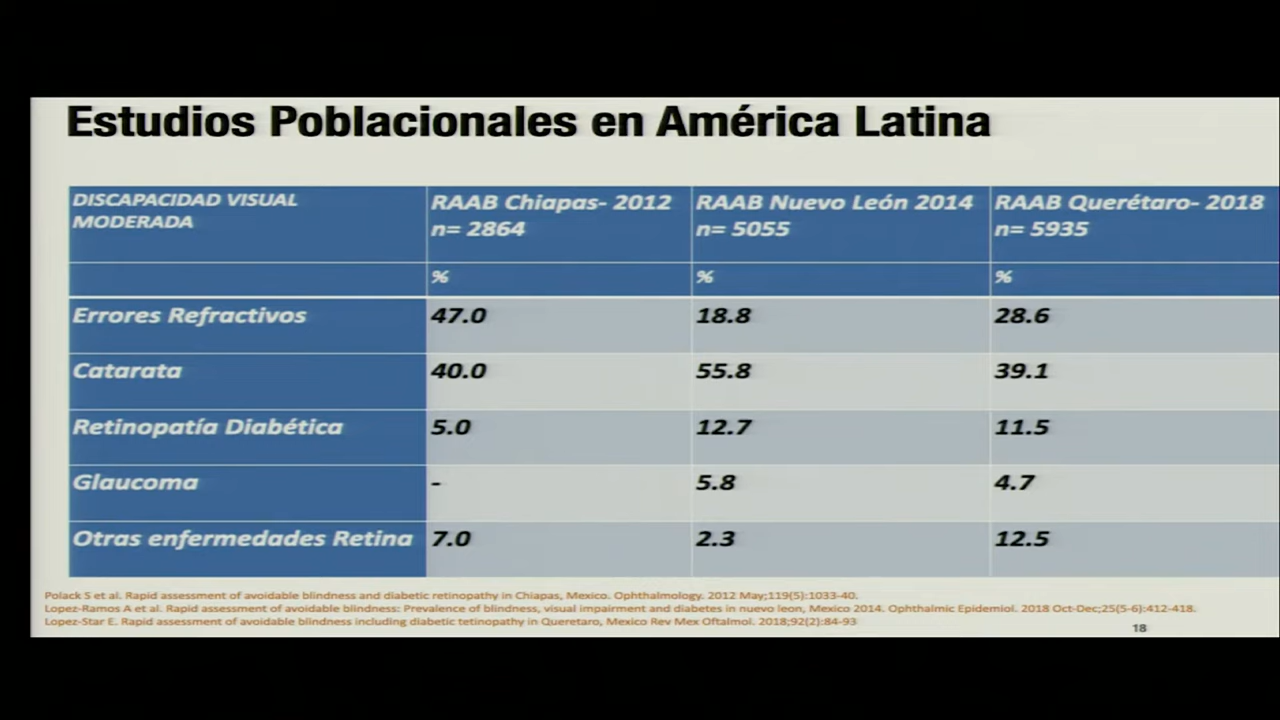 Estudios Poblacionales en América Latina
DISCAPACIDAD VISUAL MODERADA
RAAB Chiapas- 2012 n= 2864
RAAB Nuevo León 2014 n= 5055
RAAB Querétaro- 2018 n= 5935
% % %
Errores Refractivos 47.0 18.8 28.6
Catarata 40.0 55.8 39.1
Retinopatía Diabética 5.0 12.7 11.5
Glaucoma - 5.8 4.7
Otras enfermedades Retina 7.0 2.3 12.5
Polack S et al. Rapid assessment of avoidable blindness and diabetic retinopathy in Chiapas, Mexico. Ophthalmology. 2012 May;119(5):1033-40.
Lopez-Ramos A et al. Rapid assessment of avoidable blindness: Prevalence of blindness, visual impairment and diabetes in nuevo leon, Mexico 2014. Ophthalmic Epidemiol. 2018 Oct-Dec;25(5-6):412-418.
Lopez-Star E. Rapid assessment of avoidable blindness including diabetic tetinopathy in Queretaro, Mexico Rev Mex Oftalmol. 2018;92(2):84-93
18